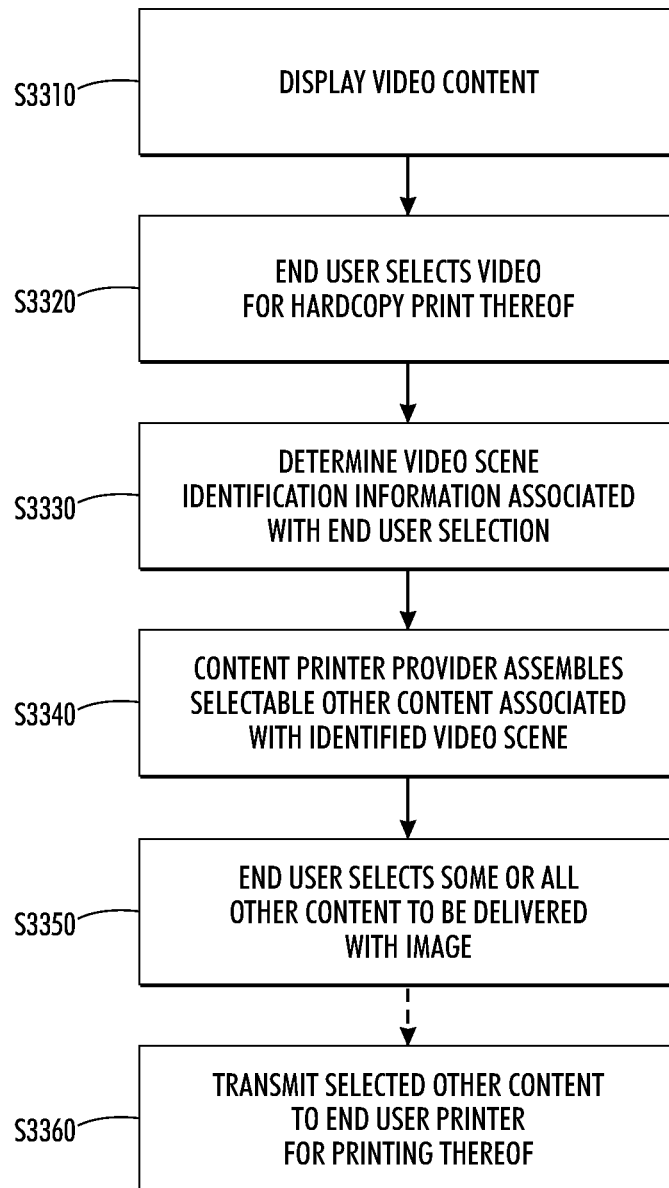 S3310
DISPLAY VIDEO CONTENT
S3320
END USER SELECTS VIDEO
FOR HARDCOPY PRINT THEREOF
S3330
DETERMINE VIDEO SCENE
IDENTIFICATION INFORMATION ASSOCIATED
WITH END USER SELECTION
S3340
CONTENT PRINTER PROVIDER ASSEMBLES
SELECTABLE OTHER CONTENT ASSOCIATED
WITH IDENTIFIED VIDEO SCENE
S3350
END USER SELECTS SOME OR ALL
OTHER CONTENT TO BE DELIVERED
WITH IMAGE
S3360
TRANSMIT SELECTED OTHER CONTENT
TO END USER PRINTER
FOR PRINTING THEREOF